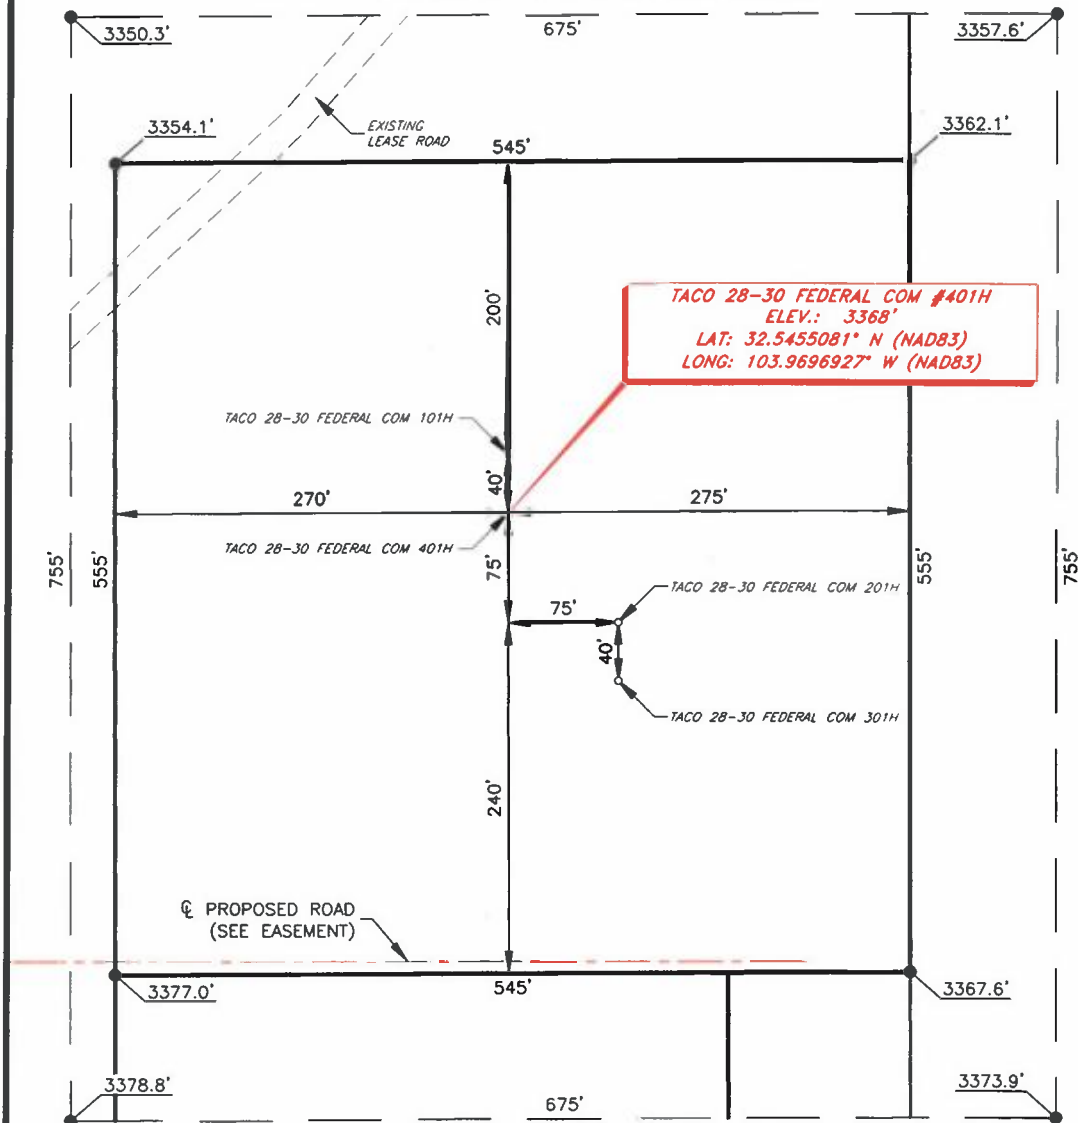 3350.3'
675'
3357.6'
EXISTING
LEASE ROAD
3354.1'
545'
3362.1'
200'
TACO 28-30 FEDERAL COM #401H
ELEV.: 3368'
LAT: 32.5455081° N (NAD83)
LONG: 103.9696927° W (NAD83)
TACO 28-30 FEDERAL COM 101H
40'
270'
275'
TACO 28-30 FEDERAL COM 401H
755'
555'
75'
555'
755'
TACO 28-30 FEDERAL COM 201H
75'
40'
TACO 28-30 FEDERAL COM 301H
240'
℄ PROPOSED ROAD
(SEE EASEMENT)
3377.0'
545'
3367.6'
3378.8'
675'
3373.9'